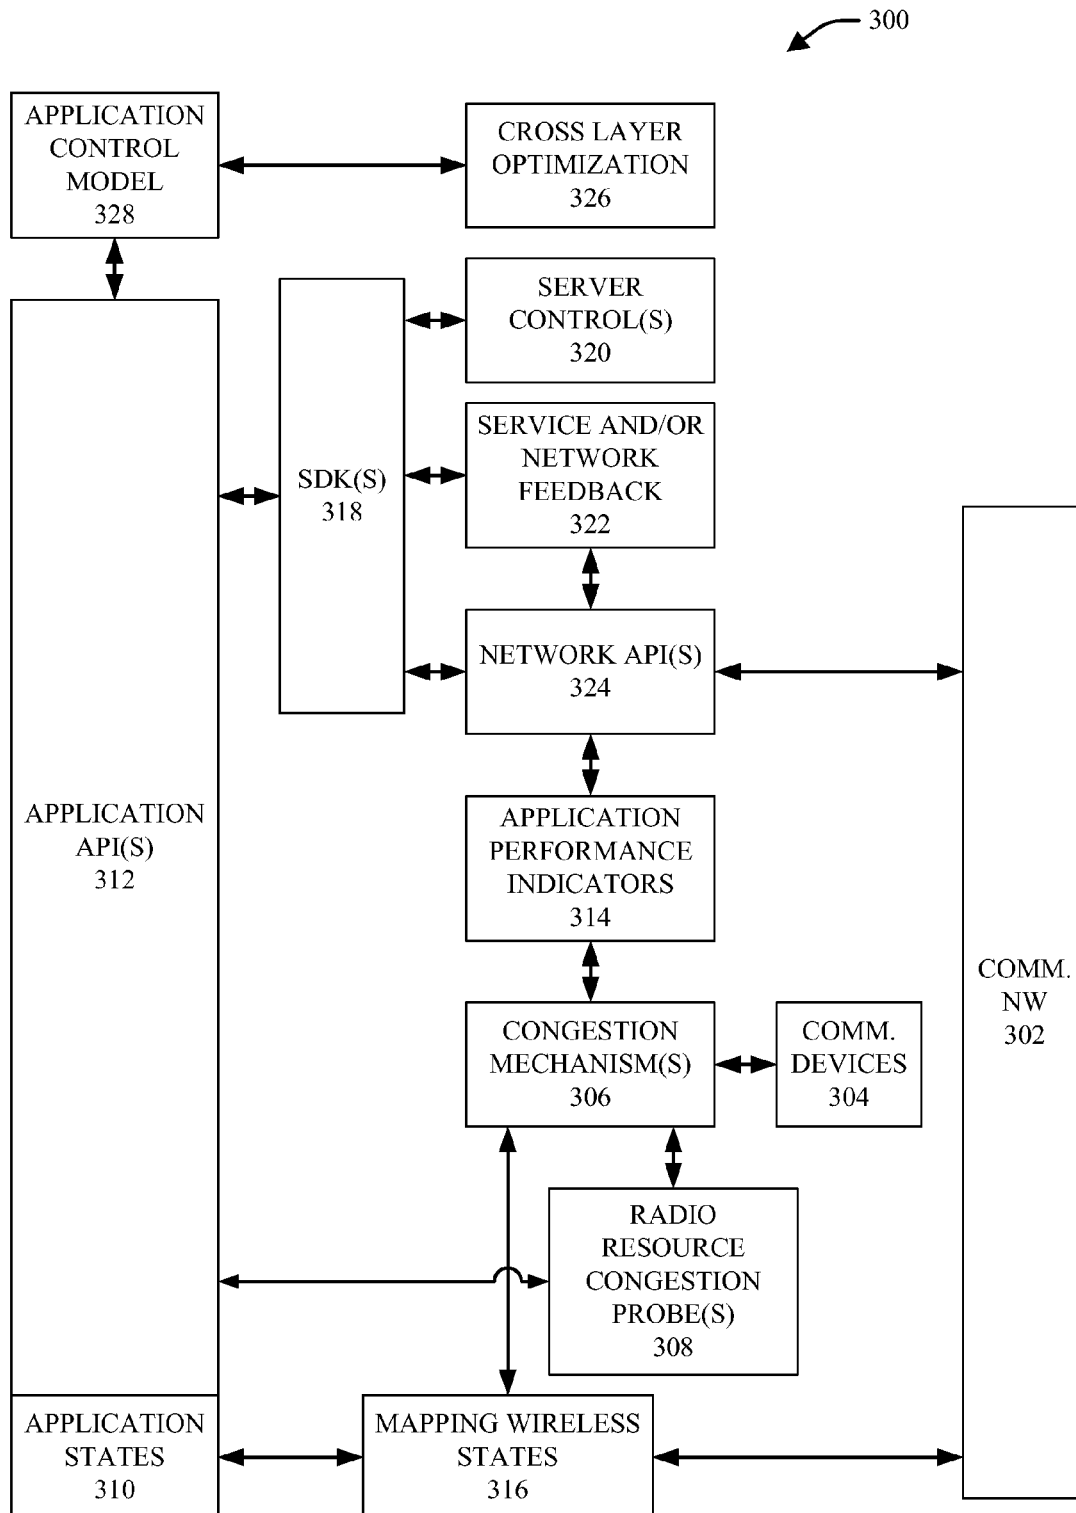 300
APPLICATION
CONTROL
MODEL
328
CROSS LAYER
OPTIMIZATION
326
SERVER
CONTROL(S)
320
SERVICE AND/OR
NETWORK
FEEDBACK
322
SDK(S)
318
NETWORK API(S)
324
APPLICATION
API(S)
312
APPLICATION
PERFORMANCE
INDICATORS
314
COMM.
NW
302
CONGESTION
MECHANISM(S)
306
COMM.
DEVICES
304
RADIO
RESOURCE
CONGESTION
PROBE(S)
308
APPLICATION
STATES
310
MAPPING WIRELESS
STATES
316